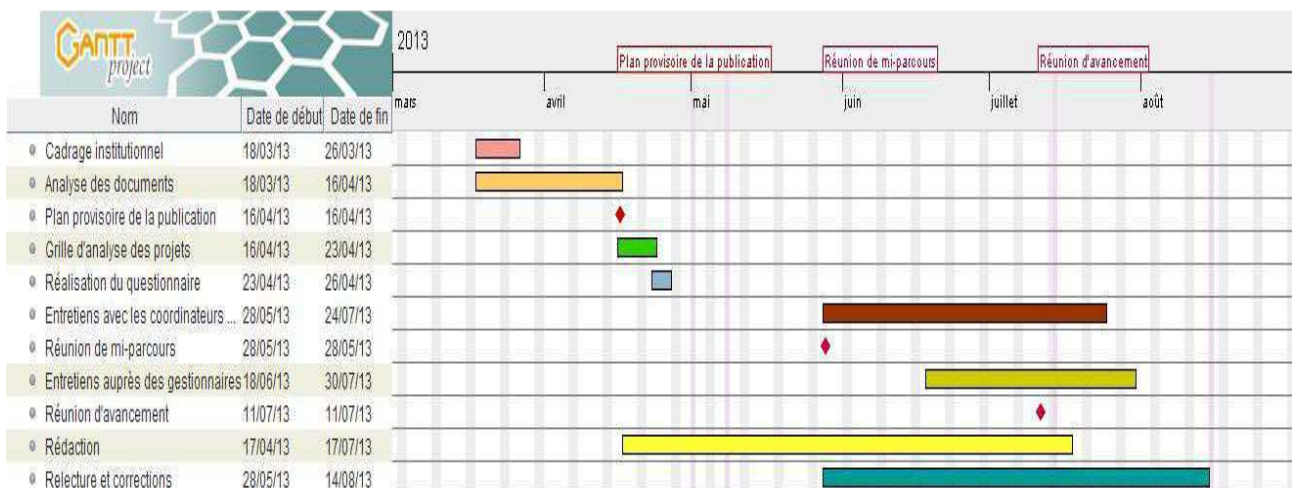 GANTT
project
2013
Plan provisoire de la publication Réunion de mi-parcours Réunion d'avancement
mars avril mai juin juillet août
Nom Date de début Date de fin
Cadrage institutionnel 18/03/13 26/03/13
Analyse des documents 18/03/13 16/04/13
Plan provisoire de la publication 16/04/13 16/04/13
Grille d'analyse des projets 16/04/13 23/04/13
Réalisation du questionnaire 23/04/13 26/04/13
Entretiens avec les coordinateurs ... 28/05/13 24/07/13
Réunion de mi-parcours 28/05/13 28/05/13
Entretiens auprès des gestionnaires 18/06/13 30/07/13
Réunion d'avancement 11/07/13 11/07/13
Rédaction 17/04/13 17/07/13
Relecture et corrections 28/05/13 14/08/13